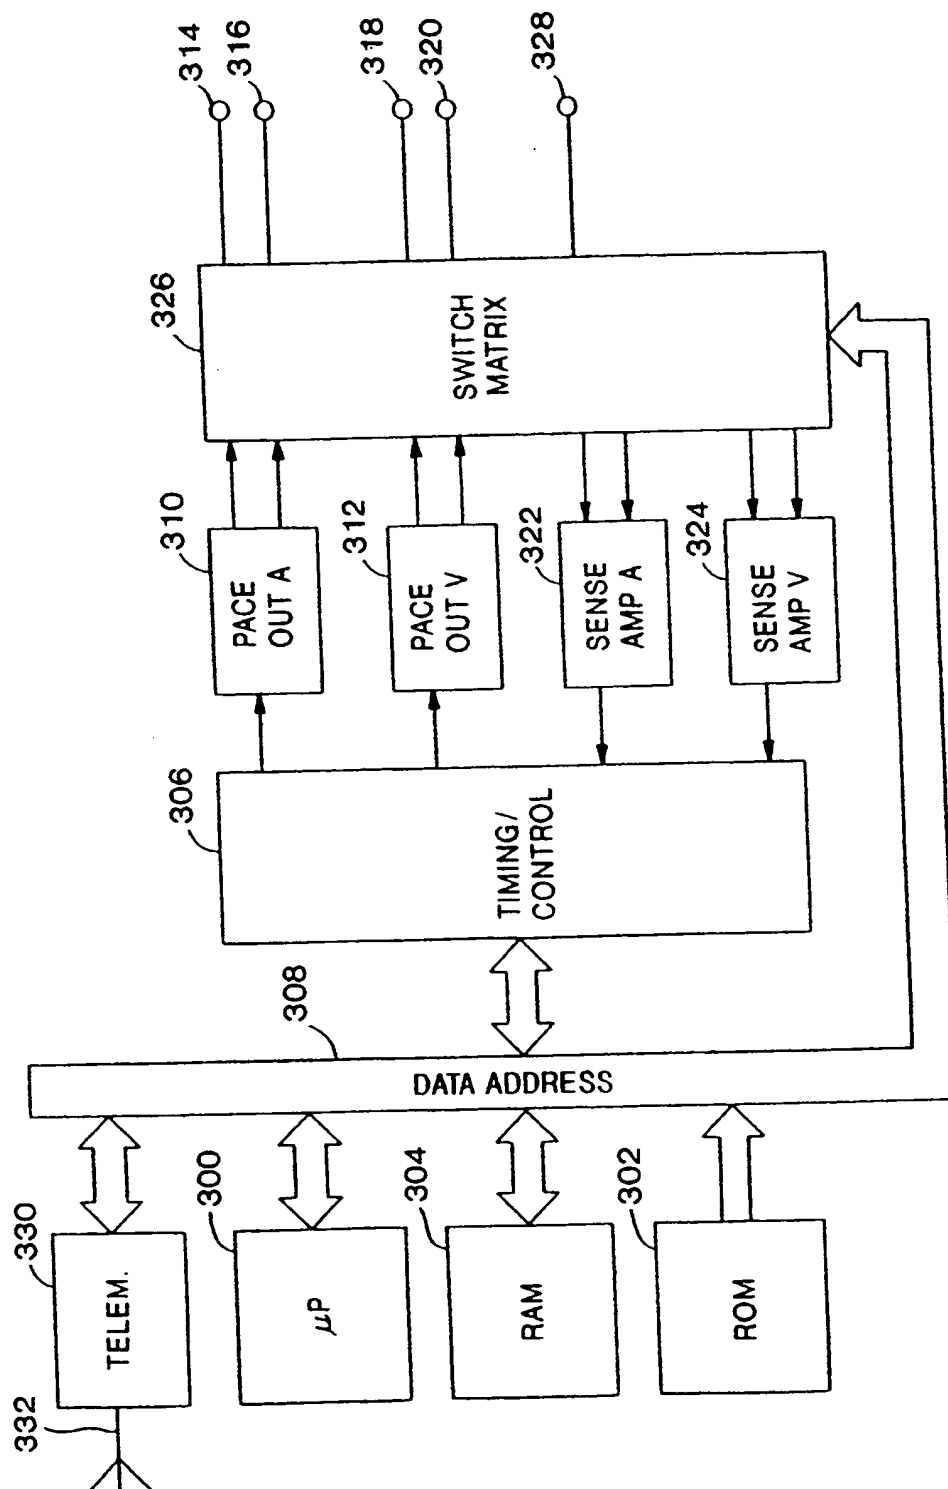 332
330
TELEM.
300
μP
304
RAM
302
ROM
308
DATA ADDRESS
306
TIMING/
CONTROL
310
PACE
OUT A
312
PACE
OUT V
322
SENSE
AMP A
324
SENSE
AMP V
326
SWITCH
MATRIX
314
316
318
320
328